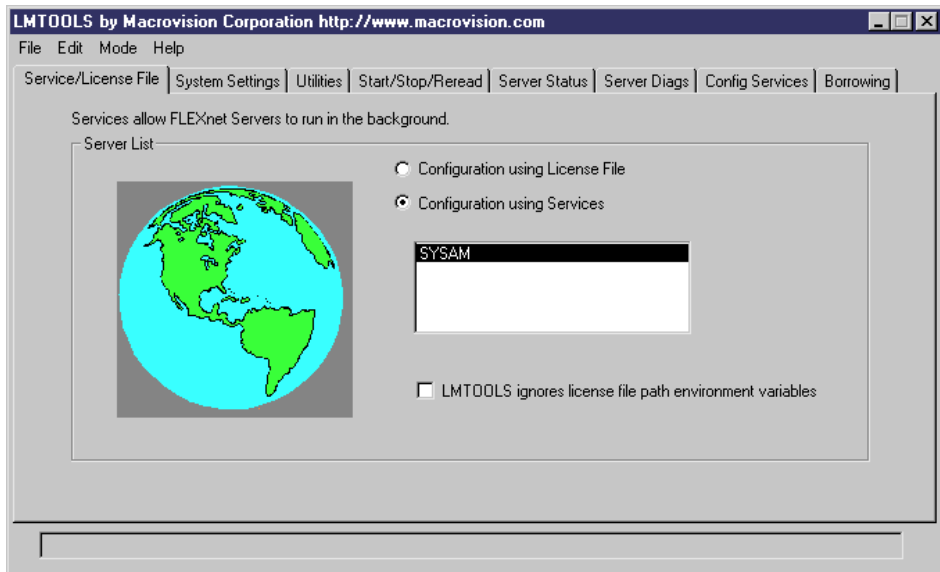 LMTOOLS by Macrovision Corporation http://www.macrovision.com
File Edit Mode Help
Service/License File System Settings Utilities Start/Stop/Reread Server Status Server Diags Config Services Borrowing
Services allow FLEXnet Servers to run in the background.
Server List
Configuration using License File
Configuration using Services
SYSAM
LMTOOLS ignores license file path environment variables